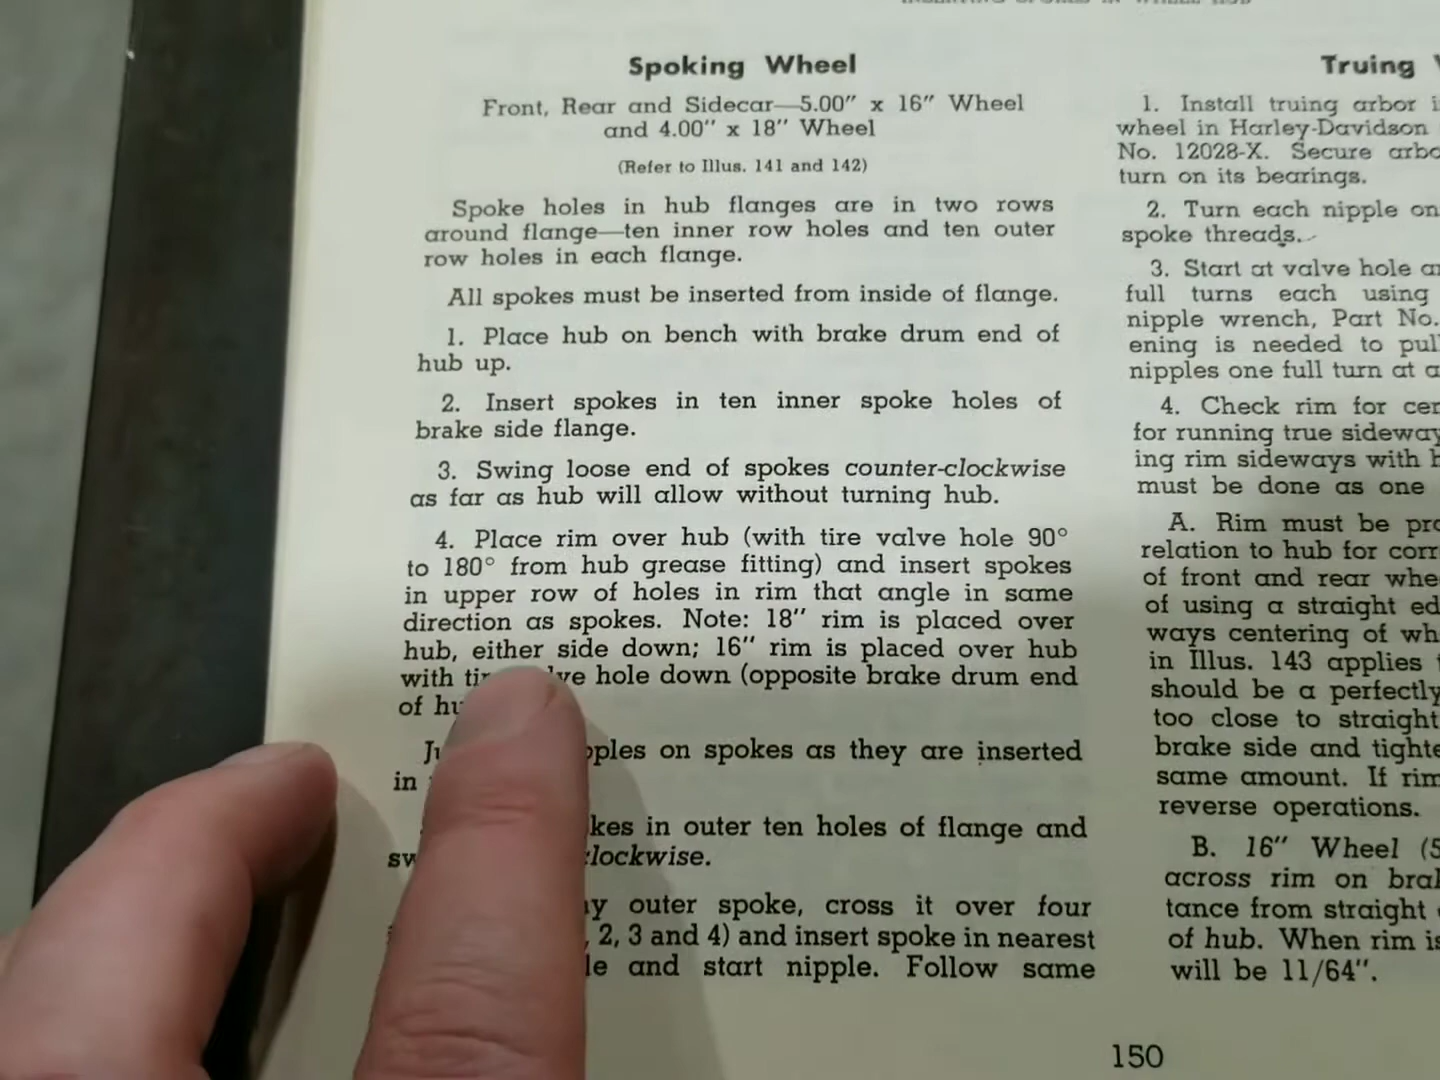 Spoking Wheel
Front, Rear and Sidecar—5.00" x 16" Wheel
and 4.00" x 18" Wheel
(Refer to Illus. 141 and 142)
Spoke holes in hub flanges are in two rows
around flange—ten inner row holes and ten outer
row holes in each flange.
All spokes must be inserted from inside of flange.
1. Place hub on bench with brake drum end of
hub up.
2. Insert spokes in ten inner spoke holes of
brake side flange.
3. Swing loose end of spokes counter-clockwise
as far as hub will allow without turning hub.
4. Place rim over hub (with tire valve hole 90°
to 180° from hub grease fitting) and insert spokes
in upper row of holes in rim that angle in same
direction as spokes. Note: 18" rim is placed over
hub, either side down; 16" rim is placed over hub
with hole down (opposite brake drum end
of
on spokes as they are inserted
in
in outer ten holes of flange and
clockwise.
outer spoke, cross it over four
2, 3 and 4) and insert spoke in nearest
and start nipple. Follow same
Truing
1. Install truing arbor
wheel in Harley-Davidson
No. 12028-X. Secure
turn on its bearings.
2. Turn each nipple
spoke threads.
3. Start at valve hole
full turns each using
nipple wrench, Part No.
ening is needed to
nipples one full turn at
4. Check rim for
for running true
ing rim sideways with
must be done as one
A. Rim must be
relation to hub for
of front and rear
of using a straight
ways centering of
in Illus. 143 applies
should be a perfectly
too close to straight
brake side and
same amount. If rim
reverse operations.
B. 16" Wheel
across rim on
tance from straight
of hub. When rim is
will be 11/64".
150